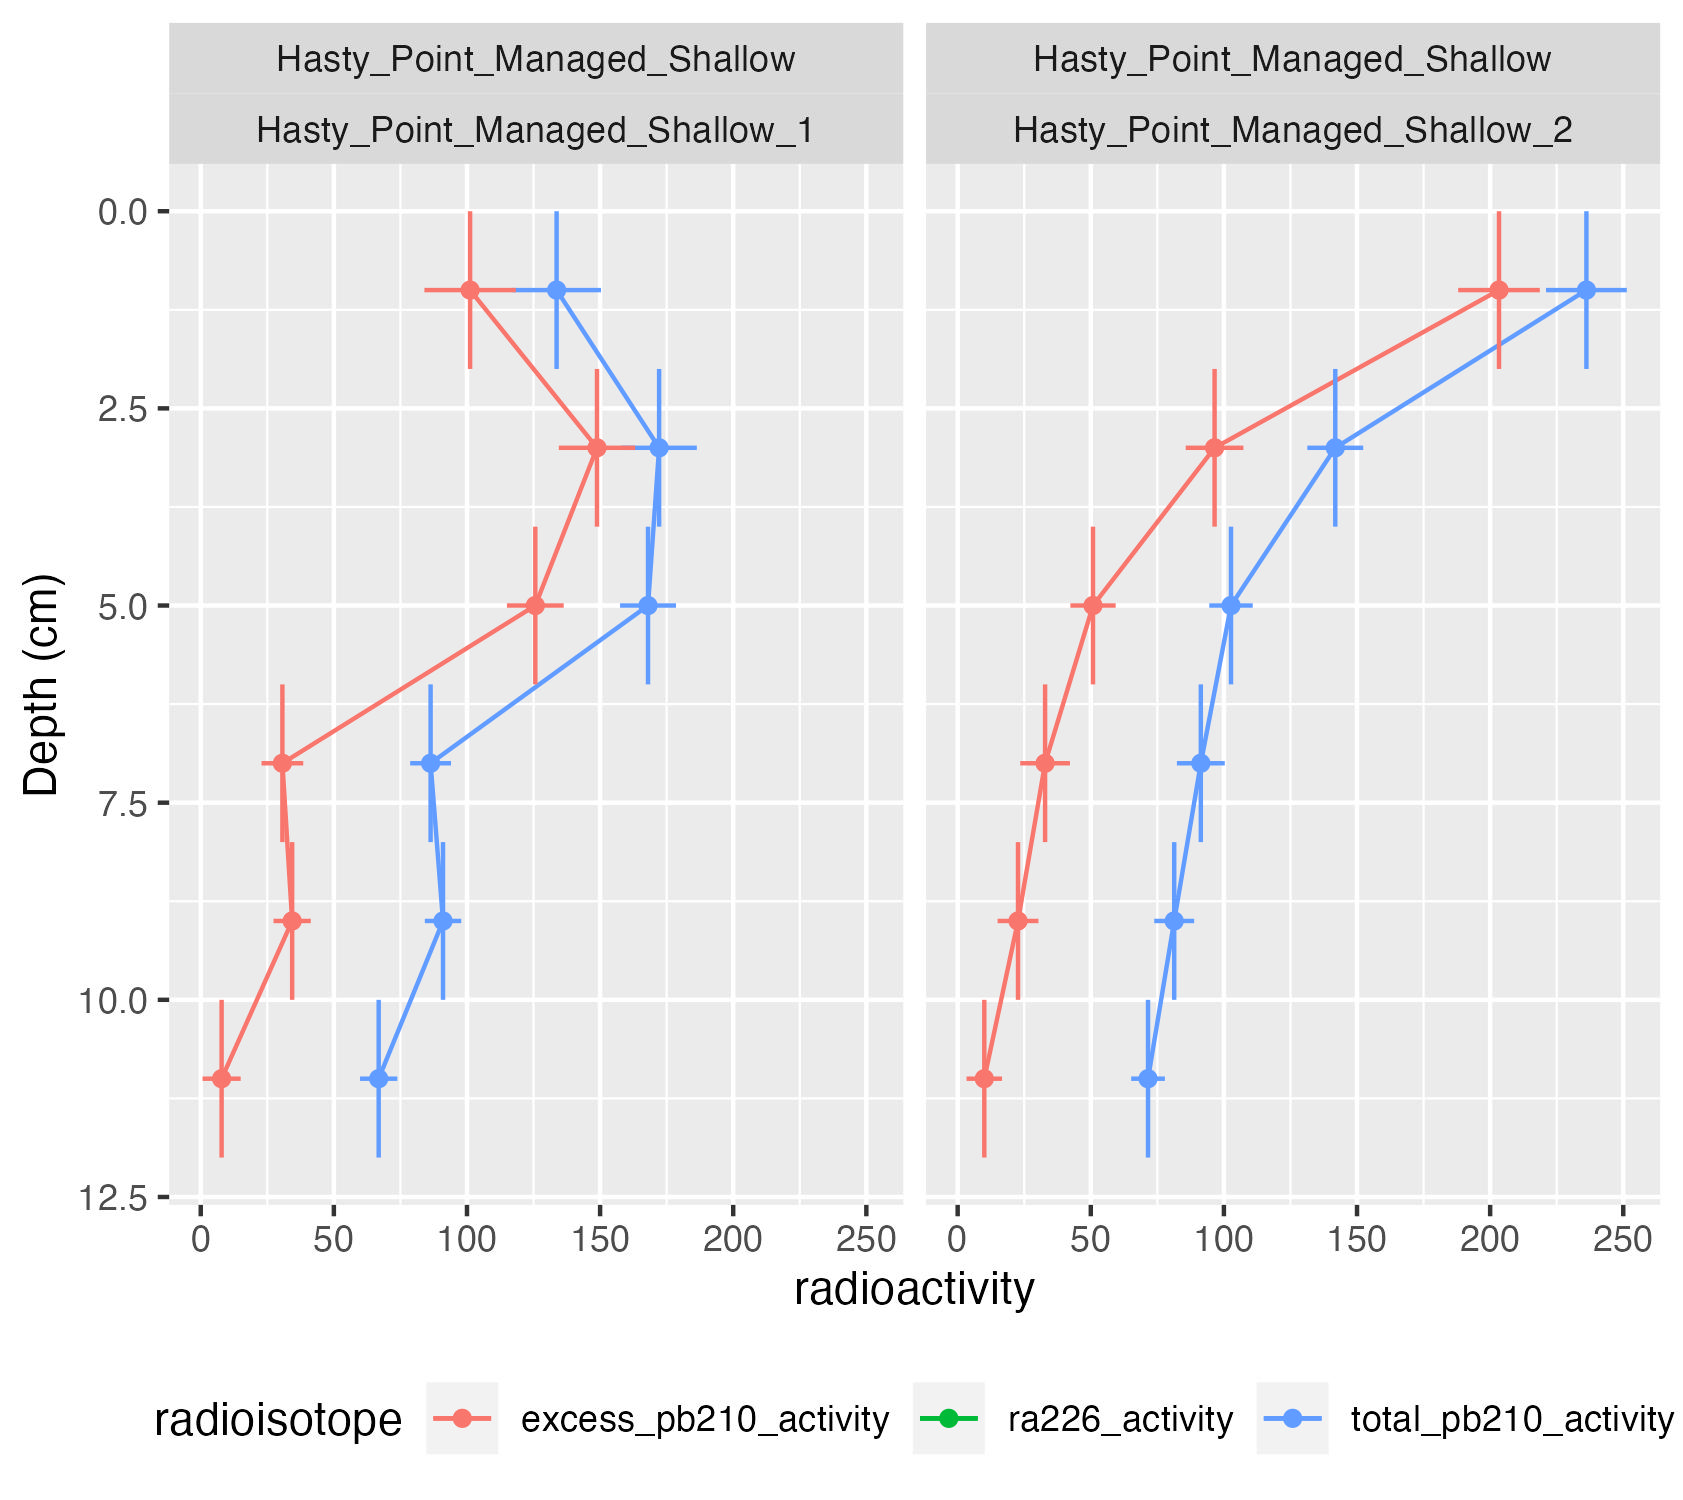 Hasty_Point_Managed_Shallow Hasty_Point_Managed_Shallow
Hasty_Point_Managed_Shallow_1 Hasty_Point_Managed_Shallow_2
0.0
2.5
5.0
7.5
10.0
12.5
Depth (cm)
0 50 100 150 200 250 0 50 100 150 200 250
radioactivity
radioisotope excess_pb210_activity ra226_activity total_pb210_activity